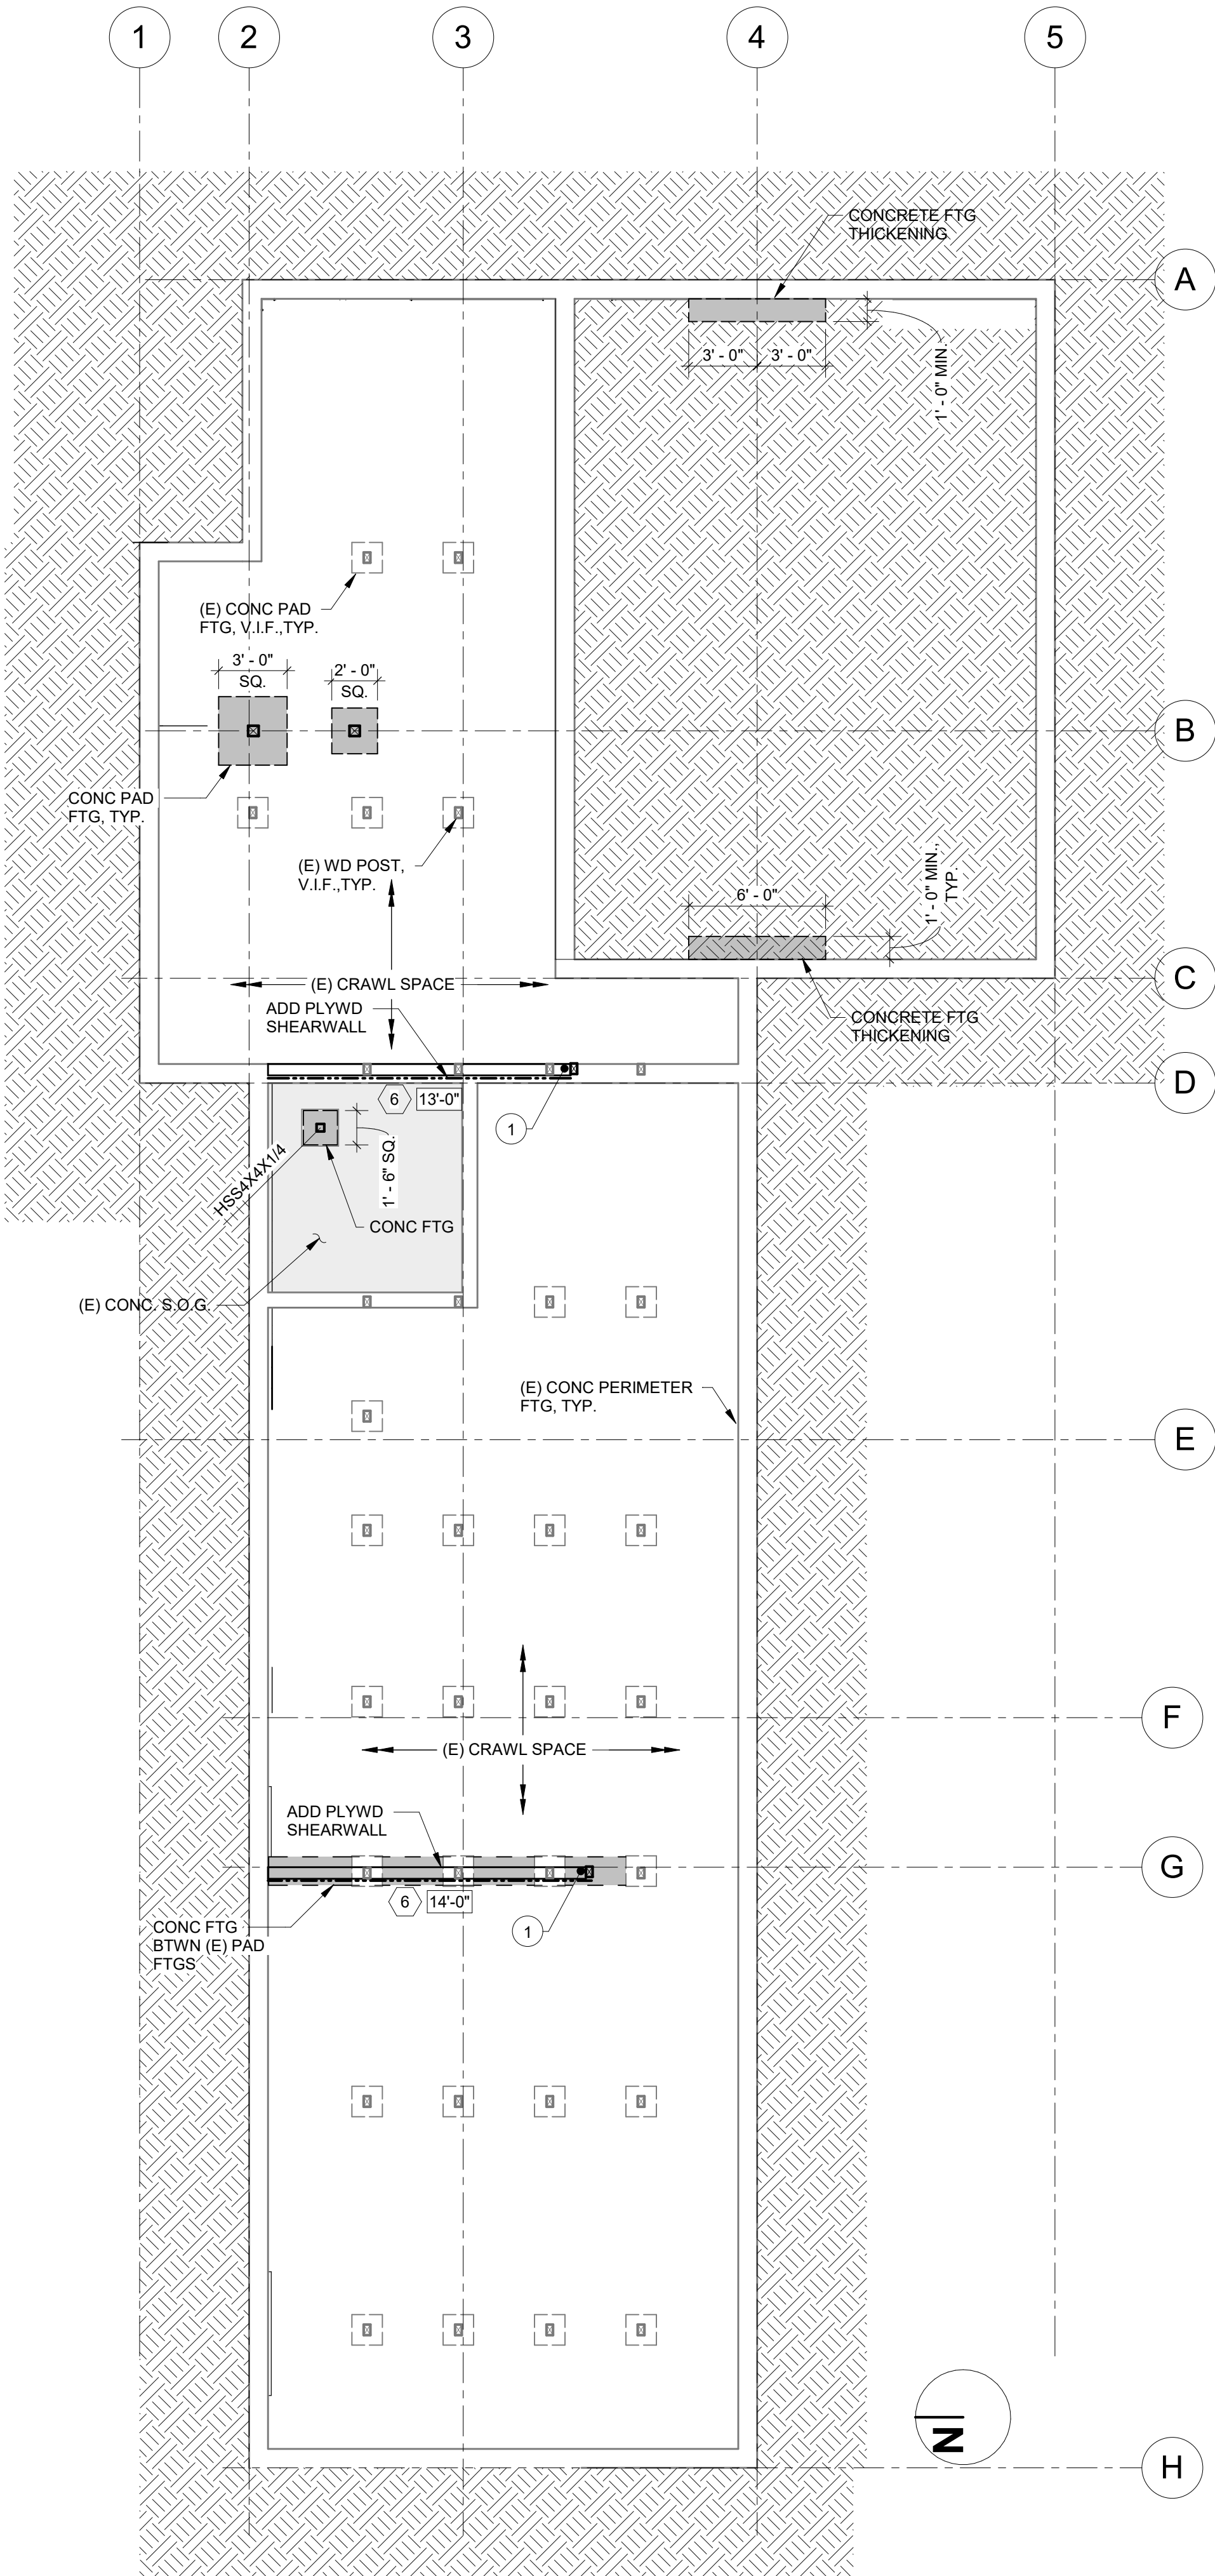 1
2
3
4
5
A
CONCRETE FTG
THICKENING
3' - 0"
3' - 0"
1' - 0" MIN.
(E) CONC PAD
FTG, V.I.F.,TYP.
3' - 0"
SQ.
2' - 0"
SQ.
B
CONC PAD
FTG, TYP.
(E) WD POST,
V.I.F.,TYP.
6' - 0"
1' - 0" MIN.,
TYP.
C
(E) CRAWL SPACE
ADD PLYWD
SHEARWALL
CONCRETE FTG
THICKENING
D
6
13'-0"
1
HSS4X4X1/4
1' - 6" SQ.
CONC FTG
(E) CONC. S.O.G.
(E) CONC PERIMETER
FTG, TYP.
E
F
(E) CRAWL SPACE
ADD PLYWD
SHEARWALL
G
6
14'-0"
1
CONC FTG
BTWN (E) PAD
FTGS
N
H